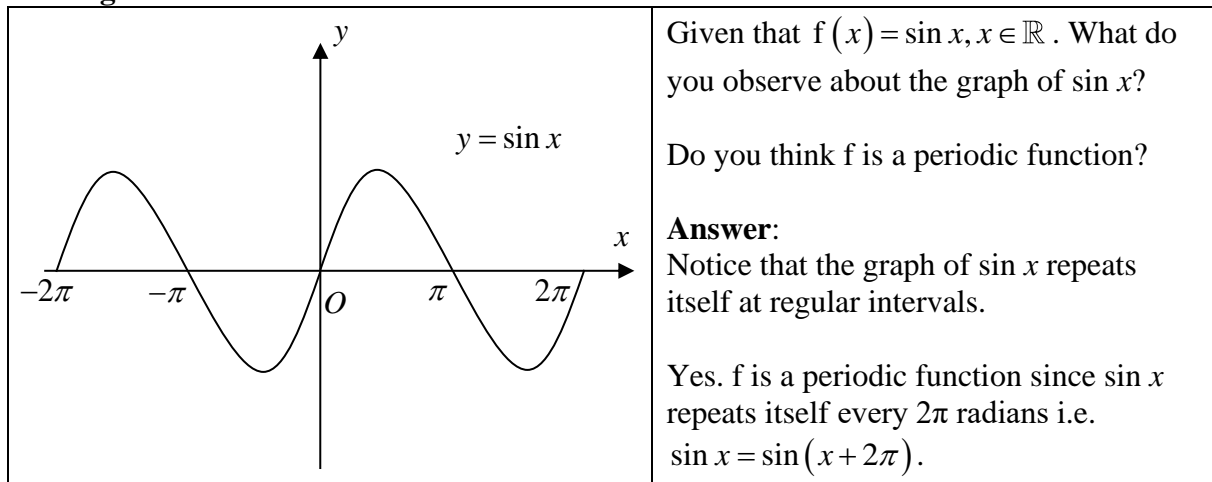 y
y = sin x
x
−2π
−π
O
π
2π
Given that f(x) = sin x, x ∈ ℝ . What do
you observe about the graph of sin x?
Do you think f is a periodic function?
Answer:
Notice that the graph of sin x repeats
itself at regular intervals.
Yes. f is a periodic function since sin x
repeats itself every 2π radians i.e.
sin x = sin(x + 2π).